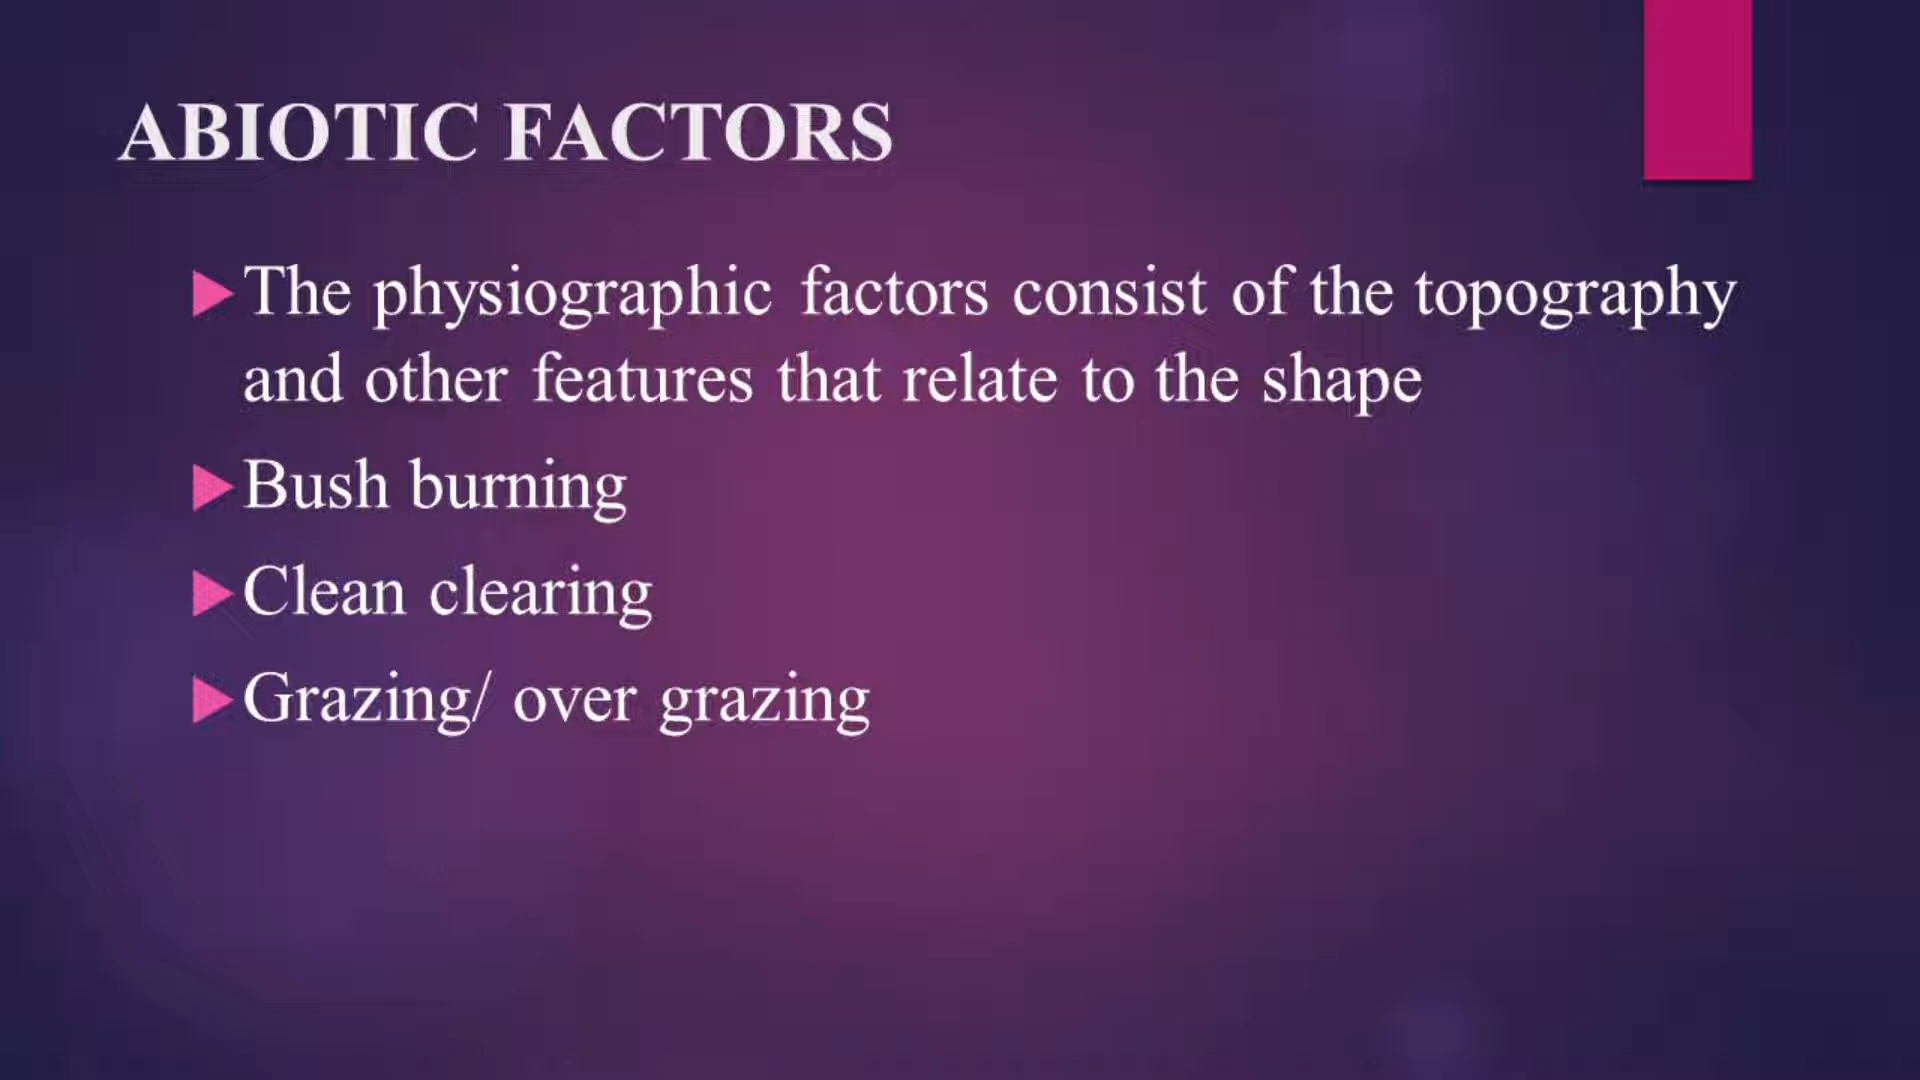 ABIOTIC FACTORS
The physiographic factors consist of the topography
and other features that relate to the shape
Bush burning
Clean clearing
Grazing/ over grazing